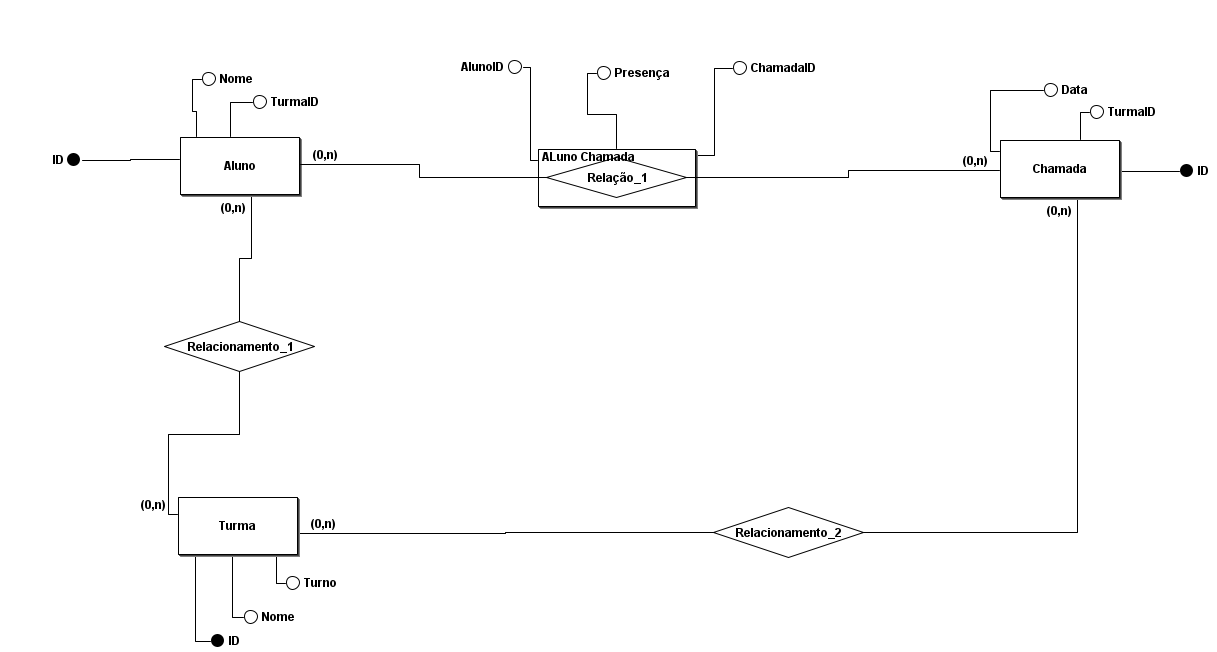 AlunoID
Presença
ChamadaID
Nome
TurmaID
Data
TurmaID
ID
Aluno
(0,n)
ALuno Chamada
Relação_1
(0,n)
Chamada
ID
(0,n)
(0,n)
Relacionamento_1
(0,n)
Turma
(0,n)
Relacionamento_2
Turno
Nome
ID